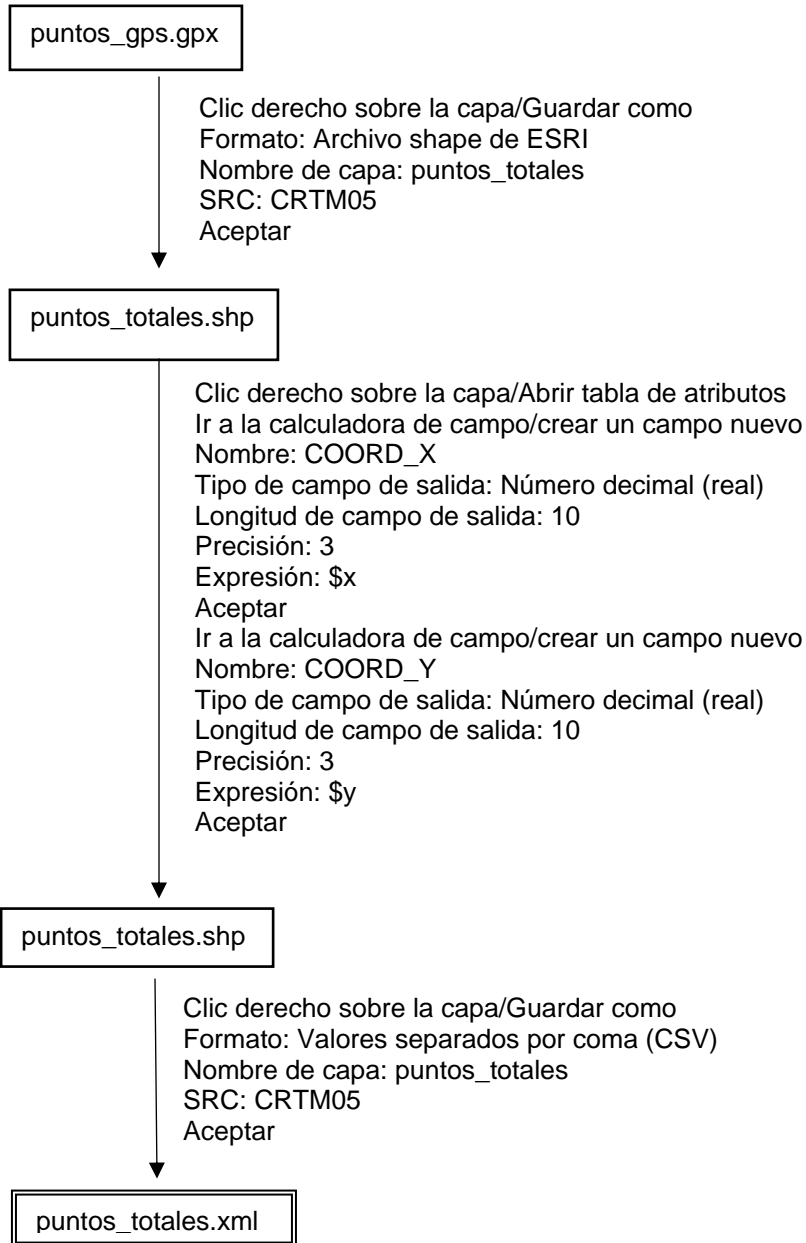 puntos_gps.gpx
Clic derecho sobre la capa/Guardar como
Formato: Archivo shape de ESRI
Nombre de capa: puntos_totales
SRC: CRTM05
Aceptar
puntos_totales.shp
Clic derecho sobre la capa/Abrir tabla de atributos
Ir a la calculadora de campo/crear un campo nuevo
Nombre: COORD_X
Tipo de campo de salida: Número decimal (real)
Longitud de campo de salida: 10
Precisión: 3
Expresión: $x
Aceptar
Ir a la calculadora de campo/crear un campo nuevo
Nombre: COORD_Y
Tipo de campo de salida: Número decimal (real)
Longitud de campo de salida: 10
Precisión: 3
Expresión: $y
Aceptar
puntos_totales.shp
Clic derecho sobre la capa/Guardar como
Formato: Valores separados por coma (CSV)
Nombre de capa: puntos_totales
SRC: CRTM05
Aceptar
puntos_totales.xml